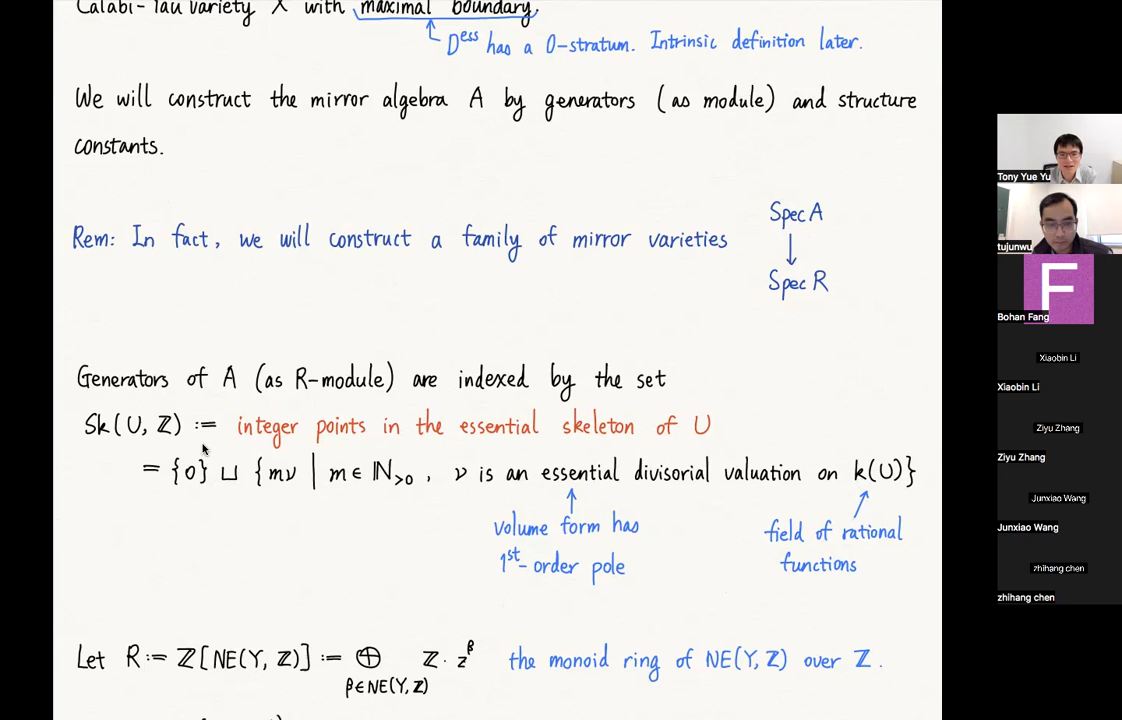 Calabi-Yau variety X with maximal boundary.
D^ess has a 0-stratum. Intrinsic definition later.
We will construct the mirror algebra A by generators (as module) and structure
constants.
Rem: In fact, we will construct a family of mirror varieties
Spec A
↓
Spec R
Generators of A (as R-module) are indexed by the set
Sk(U, ℤ) := integer points in the essential skeleton of U
= {0} ⊔ {mν | m ∈ ℕ_{>0}, ν is an essential divisorial valuation on k(U)}
volume form has
1st-order pole
field of rational
functions
Let R := ℤ[NE(Y, ℤ)] := ⊕ ℤ · z^β the monoid ring of NE(Y, ℤ) over ℤ.
β∈NE(Y, ℤ)
Tony Yue Yu
tujunwu
F
Bohan Fang
Xiaobin Li
Xiaobin Li
Ziyu Zhang
Ziyu Zhang
Junxiao Wang
Junxiao Wang
zhihang chen
zhihang chen